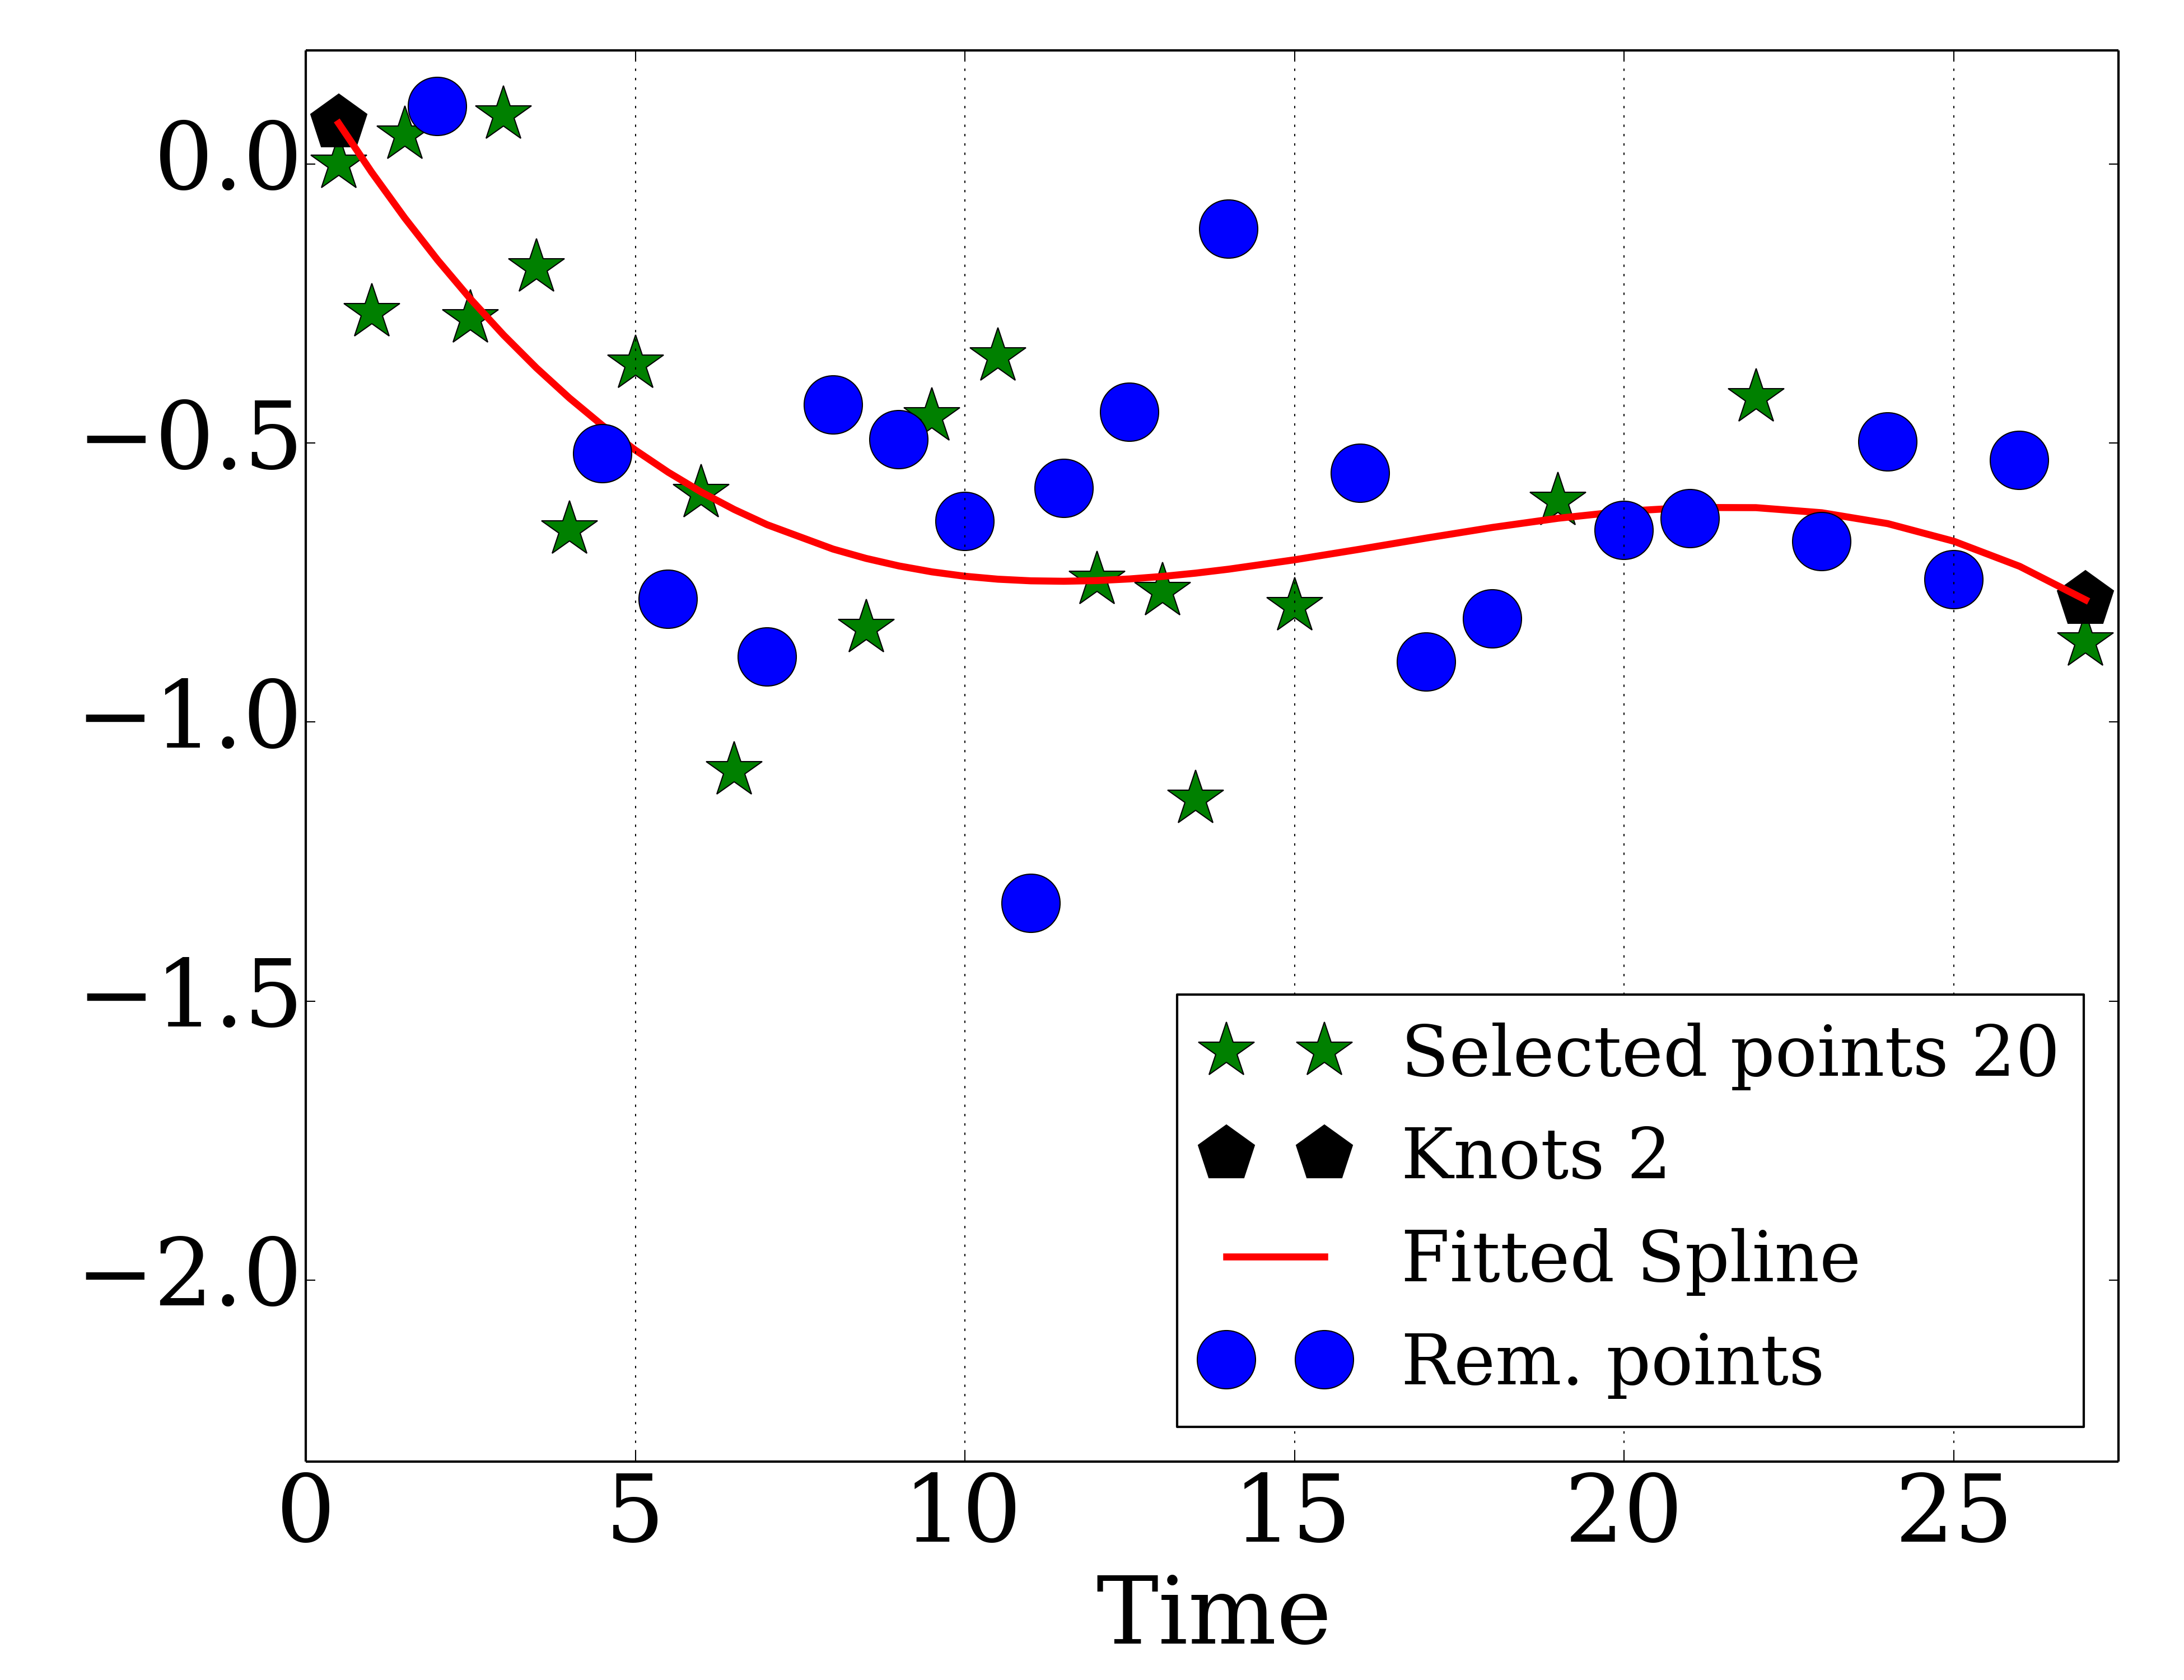 0.0
−0.5
−1.0
−1.5
−2.0
0 5 10 15 20 25
Time
Selected points 20
Knots 2
Fitted Spline
Rem. points